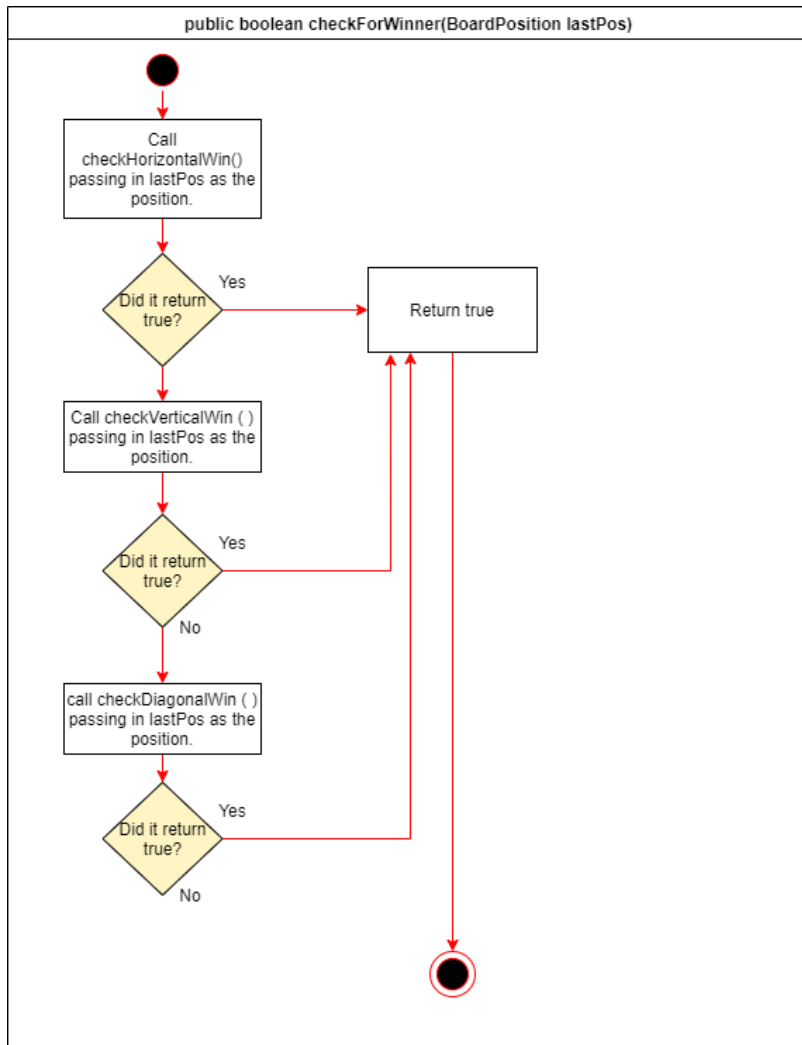 public boolean checkForWinner(BoardPosition lastPos)
Call
checkHorizontalWin()
passing in lastPos as the
position.
Did it return
true?
Yes
Return true
Call checkVerticalWin ( )
passing in lastPos as the
position.
Did it return
true?
Yes
No
call checkDiagonalWin ( )
passing in lastPos as the
position.
Did it return
true?
Yes
No